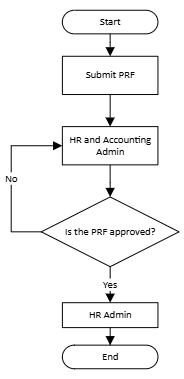 Start
Submit PRF
HR and Accounting
Admin
No
Is the PRF approved?
Yes
HR Admin
End